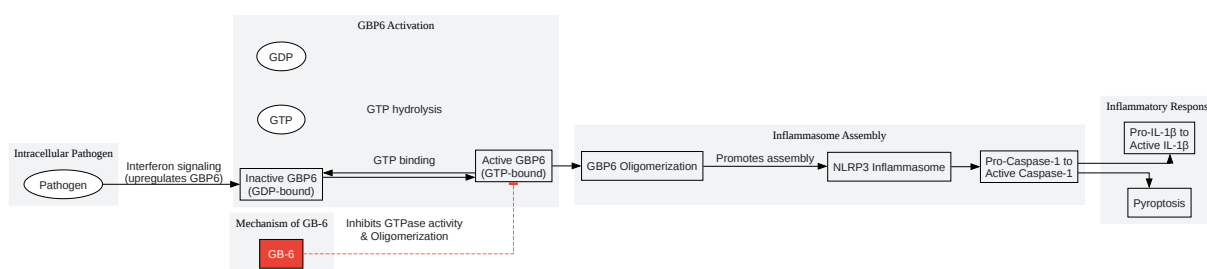 GBP6 Activation
GDP
GTP
GTP hydrolysis
Intracellular Pathogen
Pathogen
Interferon signaling
(upregulates GBP6)
Inactive GBP6
(GDP-bound)
GTP binding
Active GBP6
(GTP-bound)
Mechanism of GB-6
GB-6
Inhibits GTPase activity
& Oligomerization
Inflammasome Assembly
GBP6 Oligomerization
Promotes assembly
NLRP3 Inflammasome
Pro-Caspase-1 to
Active Caspase-1
Inflammatory Respons
Pro-IL-1β to
Active IL-1β
Pyroptosis